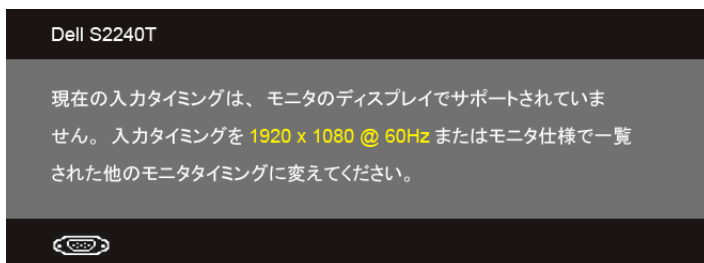 Dell S2240T
現在の入力タイミングは、モニタのディスプレイでサポートされていま
せん。入力タイミングを 1920 x 1080 @ 60Hz またはモニタ仕様で一覧
された他のモニタタイミングに変えてください。